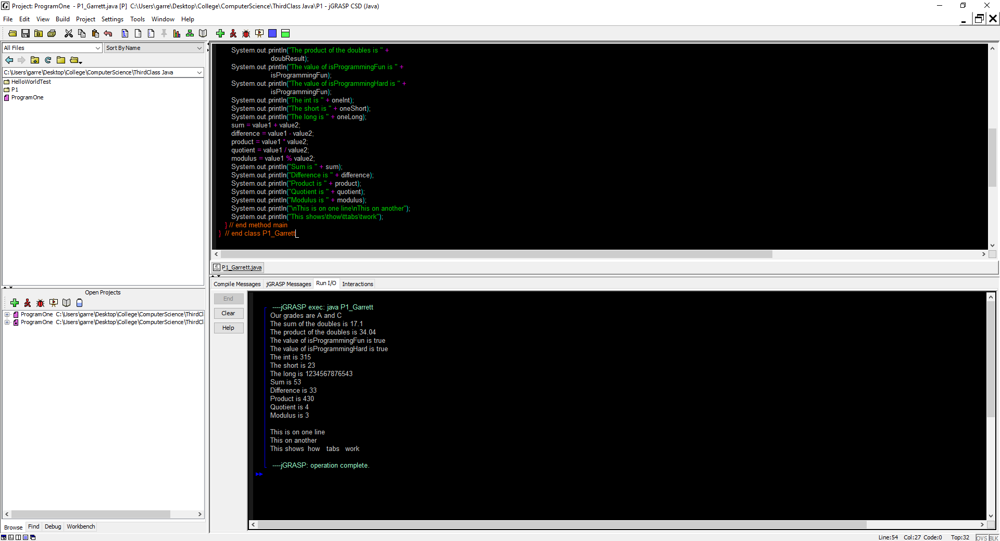 Project: ProgramOne  - P1_Garrett.java [P]  C:\Users\garre\Desktop\College\ComputerScience\ThirdClass Java\P1 - jGRASP CSD (Java)
File Edit View Build Project Settings Tools Window Help
All Files
Sort By Name
C:\Users\garre\Desktop\College\ComputerScience\ThirdClass Java
HelloWorldTest
P1
ProgramOne
System.out.println("The product of the doubles is " +
doubResult);
System.out.println("The value of isProgrammingFun is " +
isProgrammingFun);
System.out.println("The value of isProgrammingHard is " +
isProgrammingFun);
System.out.println("The int is " + oneInt);
System.out.println("The short is " + oneShort);
System.out.println("The long is " + oneLong);
sum = value1 + value2;
difference = value1 - value2;
product = value1 * value2;
quotient = value1 / value2;
modulus = value1 % value2;
System.out.println("Sum is " + sum);
System.out.println("Difference is " + difference);
System.out.println("Product is " + product);
System.out.println("Quotient is " + quotient);
System.out.println("Modulus is " + modulus);
System.out.println("\nThis is on one line\nThis on another");
System.out.println("This shows\thow\ttabs\twork");
} // end method main
} // end class P1_Garrett
P1_Garrett.java
Open Projects
ProgramOne  C:\Users\garre\Desktop\College\ComputerScience\ThirdCl
ProgramOne  C:\Users\garre\Desktop\College\ComputerScience\ThirdCl
Browse Find Debug Workbench
Compile Messages jGRASP Messages Run I/O Interactions
End
Clear
Help
----jGRASP exec: java P1_Garrett
Our grades are A and C
The sum of the doubles is 17.1
The product of the doubles is 34.04
The value of isProgrammingFun is true
The value of isProgrammingHard is true
The int is 315
The short is 23
The long is 1234567876543
Sum is 53
Difference is 33
Product is 430
Quotient is 4
Modulus is 3
This is on one line
This on another
This shows how tabs work
----jGRASP: operation complete.
Line:54 Col:27 Code:0 Top:32 OVS BLK